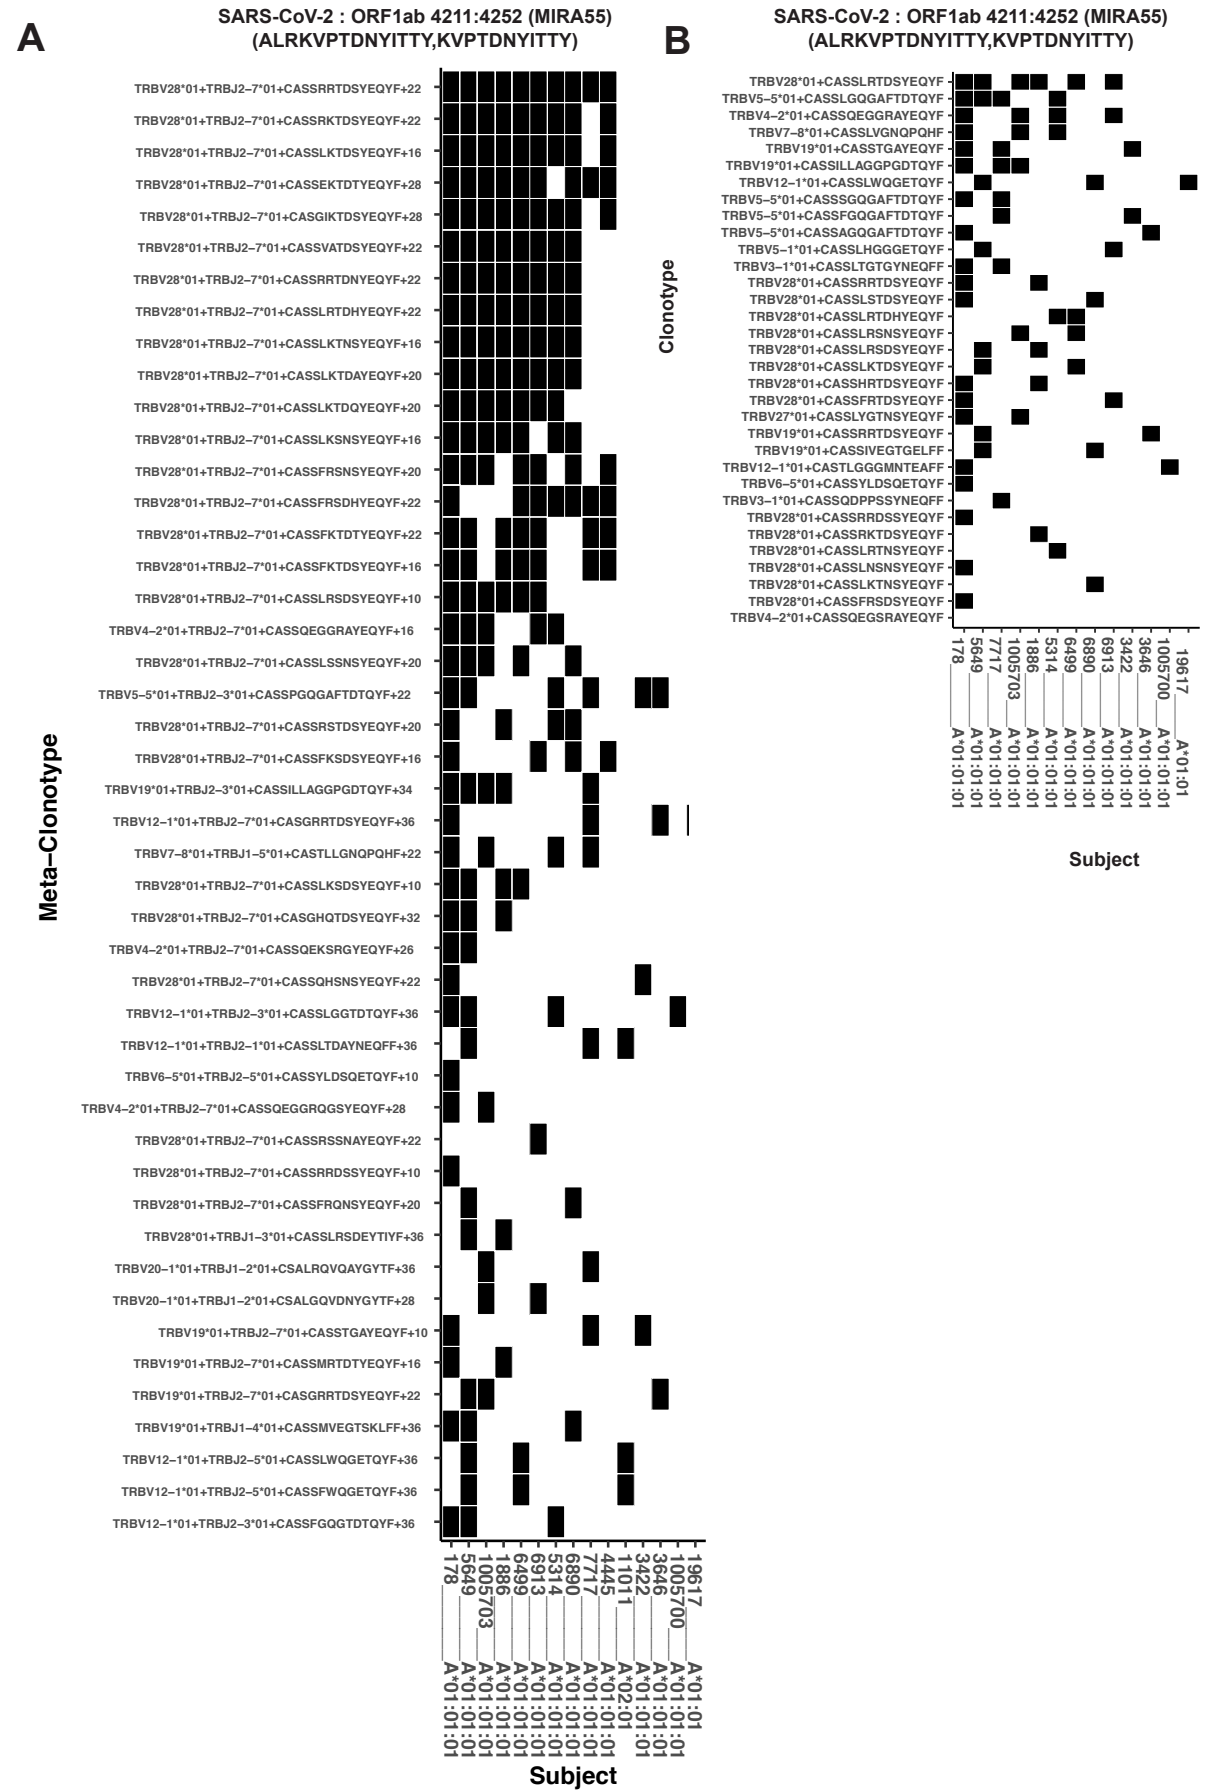 A
SARS-CoV-2 : ORF1ab 4211:4252 (MIRA55)
(ALRKVPTDNYITTY,KVPTDNYITTY)
Meta−Clonotype
TRBV28*01+TRBJ2−7*01+CASSRRTDSYEQYF+22
TRBV28*01+TRBJ2−7*01+CASSRKTDSYEQYF+22
TRBV28*01+TRBJ2−7*01+CASSLKTDSYEQYF+16
TRBV28*01+TRBJ2−7*01+CASSEKTDTYEQYF+28
TRBV28*01+TRBJ2−7*01+CASGIKTDSYEQYF+28
TRBV28*01+TRBJ2−7*01+CASSVATDSYEQYF+22
TRBV28*01+TRBJ2−7*01+CASSRRTDNYEQYF+22
TRBV28*01+TRBJ2−7*01+CASSLRTDHYEQYF+22
TRBV28*01+TRBJ2−7*01+CASSLKTNSYEQYF+16
TRBV28*01+TRBJ2−7*01+CASSLKTDAYEQYF+20
TRBV28*01+TRBJ2−7*01+CASSLKTDQYEQYF+20
TRBV28*01+TRBJ2−7*01+CASSLKSNSYEQYF+16
TRBV28*01+TRBJ2−7*01+CASSFRSNSYEQYF+20
TRBV28*01+TRBJ2−7*01+CASSFRSDHYEQYF+22
TRBV28*01+TRBJ2−7*01+CASSFKTDTYEQYF+22
TRBV28*01+TRBJ2−7*01+CASSFKTDSYEQYF+16
TRBV28*01+TRBJ2−7*01+CASSLRSDSYEQYF+10
TRBV4−2*01+TRBJ2−7*01+CASSQEGGRAYEQYF+16
TRBV28*01+TRBJ2−7*01+CASSLSSNSYEQYF+20
TRBV5−5*01+TRBJ2−3*01+CASSPGQGAFTDTQYF+22
TRBV28*01+TRBJ2−7*01+CASSRSTDSYEQYF+20
TRBV28*01+TRBJ2−7*01+CASSFKSDSYEQYF+16
TRBV19*01+TRBJ2−3*01+CASSILLAGGPGDTQYF+34
TRBV12−1*01+TRBJ2−7*01+CASGRRTDSYEQYF+36
TRBV7−8*01+TRBJ1−5*01+CASTLLGNQPQHF+22
TRBV28*01+TRBJ2−7*01+CASSLKSDSYEQYF+10
TRBV28*01+TRBJ2−7*01+CASGHQTDSYEQYF+32
TRBV4−2*01+TRBJ2−7*01+CASSQEKSRGYEQYF+26
TRBV28*01+TRBJ2−7*01+CASSQHSNSYEQYF+22
TRBV12−1*01+TRBJ2−3*01+CASSLGGTDTQYF+36
TRBV12−1*01+TRBJ2−1*01+CASSLTDAYNEQFF+36
TRBV6−5*01+TRBJ2−5*01+CASSYLDSQETQYF+10
TRBV4−2*01+TRBJ2−7*01+CASSQEGGRQGSYEQYF+28
TRBV28*01+TRBJ2−7*01+CASSRSSNAYEQYF+22
TRBV28*01+TRBJ2−7*01+CASSRRDSSYEQYF+10
TRBV28*01+TRBJ2−7*01+CASSFRQNSYEQYF+20
TRBV28*01+TRBJ1−3*01+CASSLRSDEYTIYF+36
TRBV20−1*01+TRBJ1−2*01+CSALRQVQAYGYTF+36
TRBV20−1*01+TRBJ1−2*01+CSALGQVDNYGYTF+28
TRBV19*01+TRBJ2−7*01+CASSTGAYEQYF+10
TRBV19*01+TRBJ2−7*01+CASSMRTDTYEQYF+16
TRBV19*01+TRBJ2−7*01+CASGRRTDSYEQYF+22
TRBV19*01+TRBJ1−4*01+CASSMVEGTSKLFF+36
TRBV12−1*01+TRBJ2−5*01+CASSLWQGETQYF+36
TRBV12−1*01+TRBJ2−5*01+CASSFWQGETQYF+36
TRBV12−1*01+TRBJ2−3*01+CASSFGQGTDTQYF+36
178____A*01:01:01
5649____A*01:01:01
1005703____A*01:01:01
1886____A*01:01:01
6499____A*01:01:01
6913____A*01:01:01
5314____A*01:01:01
6890____A*01:01:01
7717____A*01:01:01
4445____A*01:01:01
11011____A*02:01
3422____A*01:01:01
3646____A*01:01:01
1005700____A*01:01:01
19617____A*01:01
Subject
B
SARS-CoV-2 : ORF1ab 4211:4252 (MIRA55)
(ALRKVPTDNYITTY,KVPTDNYITTY)
Clonotype
TRBV28*01+CASSLRTDSYEQYF
TRBV5−5*01+CASSLGQGAFTDTQYF
TRBV4−2*01+CASSQEGGRAYEQYF
TRBV7−8*01+CASSLVGNQPQHF
TRBV19*01+CASSTGAYEQYF
TRBV19*01+CASSILLAGGPGDTQYF
TRBV12−1*01+CASSLWQGETQYF
TRBV5−5*01+CASSSGQGAFTDTQYF
TRBV5−5*01+CASSFGQGAFTDTQYF
TRBV5−5*01+CASSAGQGAFTDTQYF
TRBV5−1*01+CASSLHGGGETQYF
TRBV3−1*01+CASSLTGTGYNEQFF
TRBV28*01+CASSRRTDSYEQYF
TRBV28*01+CASSLSTDSYEQYF
TRBV28*01+CASSLRTDHYEQYF
TRBV28*01+CASSLRSNSYEQYF
TRBV28*01+CASSLRSDSYEQYF
TRBV28*01+CASSLKTDSYEQYF
TRBV28*01+CASSHRTDSYEQYF
TRBV28*01+CASSFRTDSYEQYF
TRBV27*01+CASSLYGTNSYEQYF
TRBV19*01+CASSRRTDSYEQYF
TRBV19*01+CASSIVEGTGELFF
TRBV12−1*01+CASTLGGGMNTEAFF
TRBV6−5*01+CASSYLDSQETQYF
TRBV3−1*01+CASSQDPPSSYNEQFF
TRBV28*01+CASSRRDSSYEQYF
TRBV28*01+CASSRKTDSYEQYF
TRBV28*01+CASSLRTNSYEQYF
TRBV28*01+CASSLNSNSYEQYF
TRBV28*01+CASSLKTNSYEQYF
TRBV28*01+CASSFRSDSYEQYF
TRBV4−2*01+CASSQEGSRAYEQYF
178____A*01:01:01
5649____A*01:01:01
7717____A*01:01:01
1005703____A*01:01:01
1886____A*01:01:01
5314____A*01:01:01
6499____A*01:01:01
6890____A*01:01:01
6913____A*01:01:01
3422____A*01:01:01
3646____A*01:01:01
1005700____A*01:01:01
19617____A*01:01
Subject